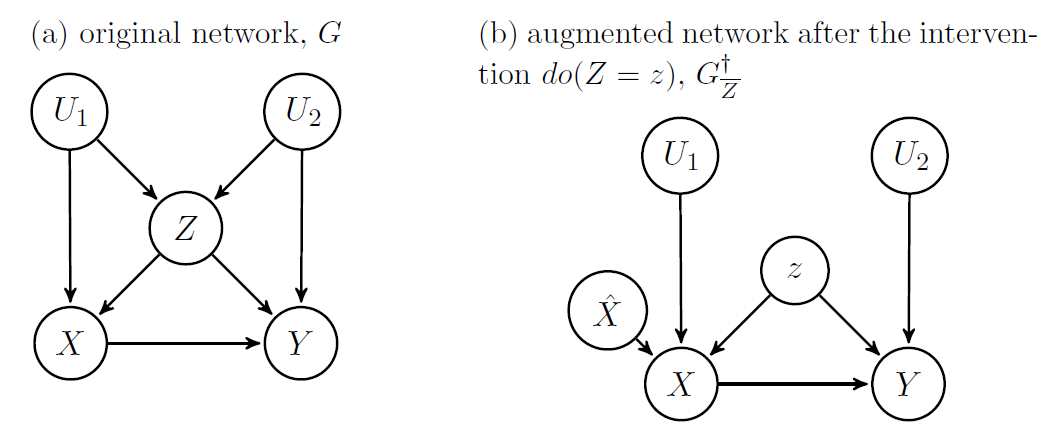 (a) original network, G
(b) augmented network after the interven-
tion do(Z = z), G†Z̅
U₁
U₂
Z
X
Y
U₁
U₂
z
X̂
X
Y